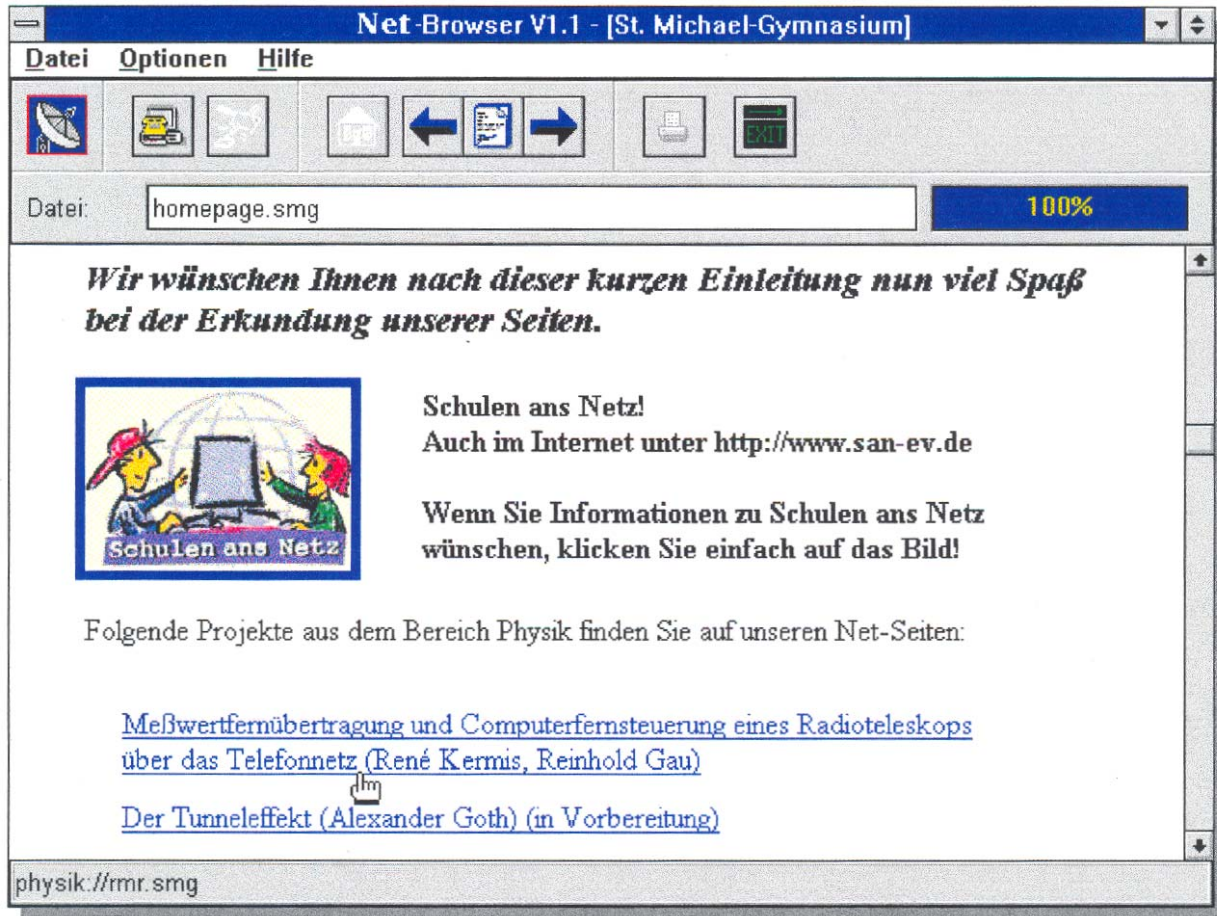 Net-Browser V1.1 - [St. Michael-Gymnasium]
Datei Optionen Hilfe
EXIT
Datei: homepage.smg 100%
Wir wünschen Ihnen nach dieser kurzen Einleitung nun viel Spaß
bei der Erkundung unserer Seiten.
Schulen ans Netz!
Auch im Internet unter http://www.san-ev.de
Wenn Sie Informationen zu Schulen ans Netz
wünschen, klicken Sie einfach auf das Bild!
Schulen ans Netz
Folgende Projekte aus dem Bereich Physik finden Sie auf unseren Net-Seiten:
Meßwertfernübertragung und Computerfernsteuerung eines Radioteleskops
über das Telefonnetz (René Kermis, Reinhold Gau)
Der Tunneleffekt (Alexander Goth) (in Vorbereitung)
physik://rmr.smg